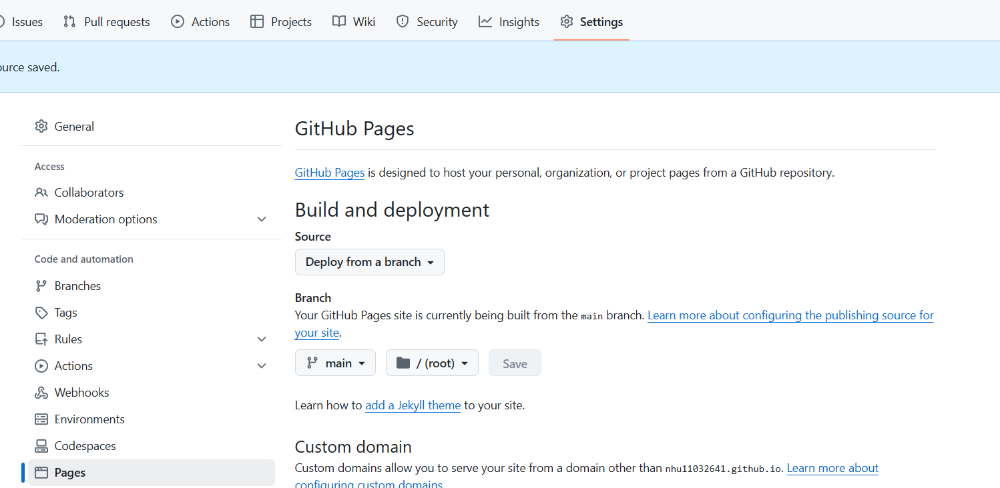 Issues Pull requests Actions Projects Wiki Security Insights Settings
ource saved.
General
Access
Collaborators
Moderation options
Code and automation
Branches
Tags
Rules
Actions
Webhooks
Environments
Codespaces
Pages
GitHub Pages
GitHub Pages is designed to host your personal, organization, or project pages from a GitHub repository.
Build and deployment
Source
Deploy from a branch
Branch
Your GitHub Pages site is currently being built from the main branch. Learn more about configuring the publishing source for
your site.
main / (root) Save
Learn how to add a Jekyll theme to your site.
Custom domain
Custom domains allow you to serve your site from a domain other than nhu11032641.github.io. Learn more about
configuring custom domains.